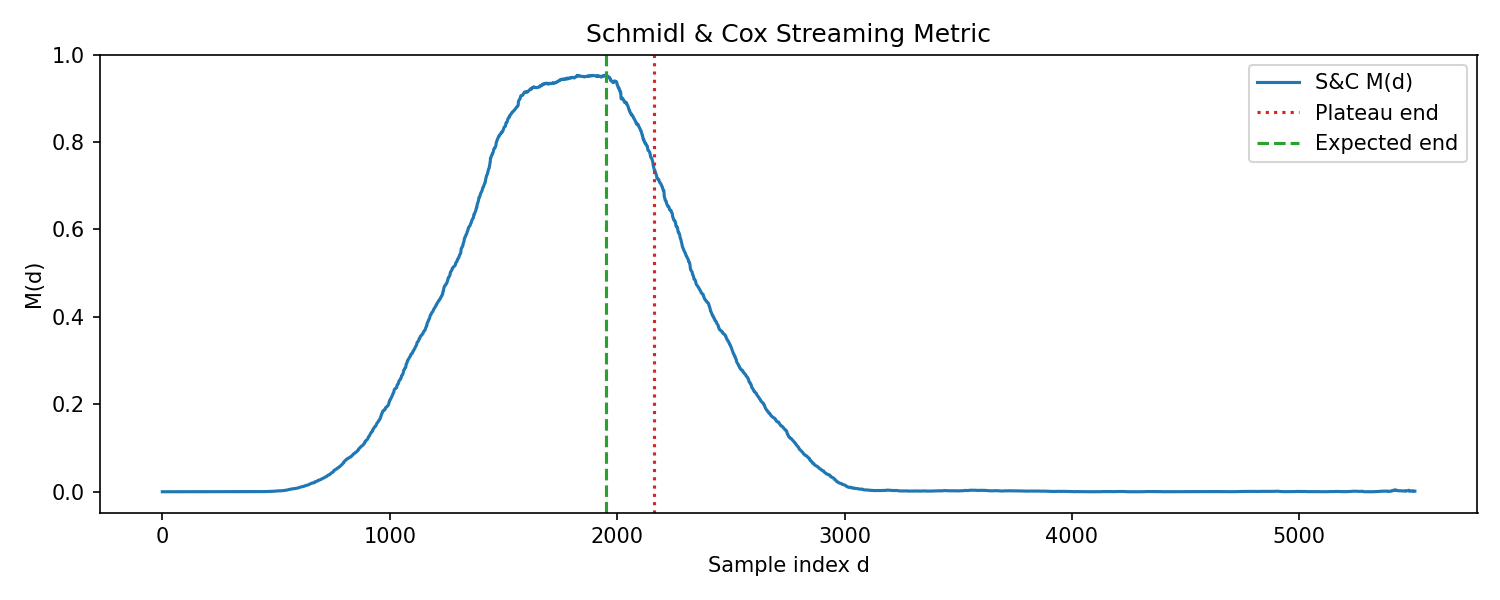 Schmidl & Cox Streaming Metric
M(d)
1.0
0.8
0.6
0.4
0.2
0.0
S&C M(d)
Plateau end
Expected end
0 1000 2000 3000 4000 5000
Sample index d